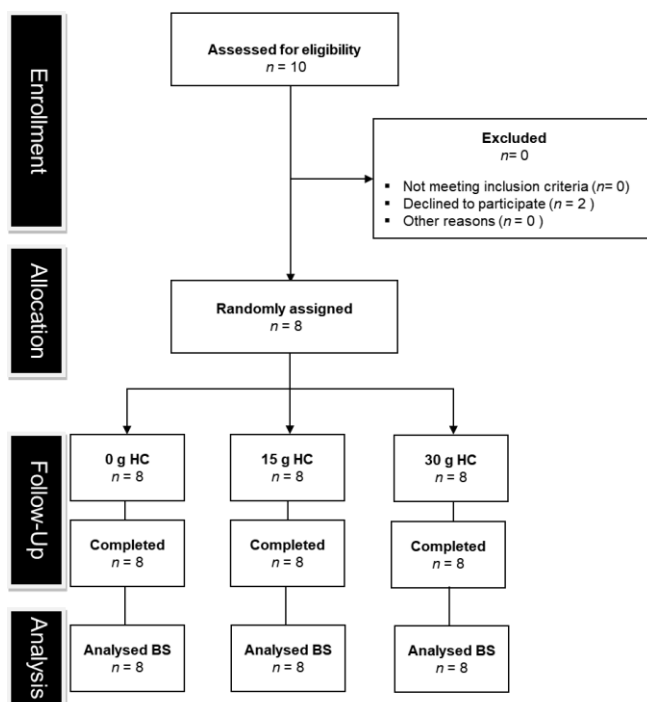 Enrollment
Assessed for eligibility
n = 10
Excluded
n= 0
▪ Not meeting inclusion criteria (n= 0)
▪ Declined to participate (n = 2 )
▪ Other reasons (n = 0 )
Allocation
Randomly assigned
n = 8
Follow-Up
0 g HC
n = 8
15 g HC
n = 8
30 g HC
n = 8
Completed
n = 8
Completed
n = 8
Completed
n = 8
Analysis
Analysed BS
n = 8
Analysed BS
n = 8
Analysed BS
n = 8